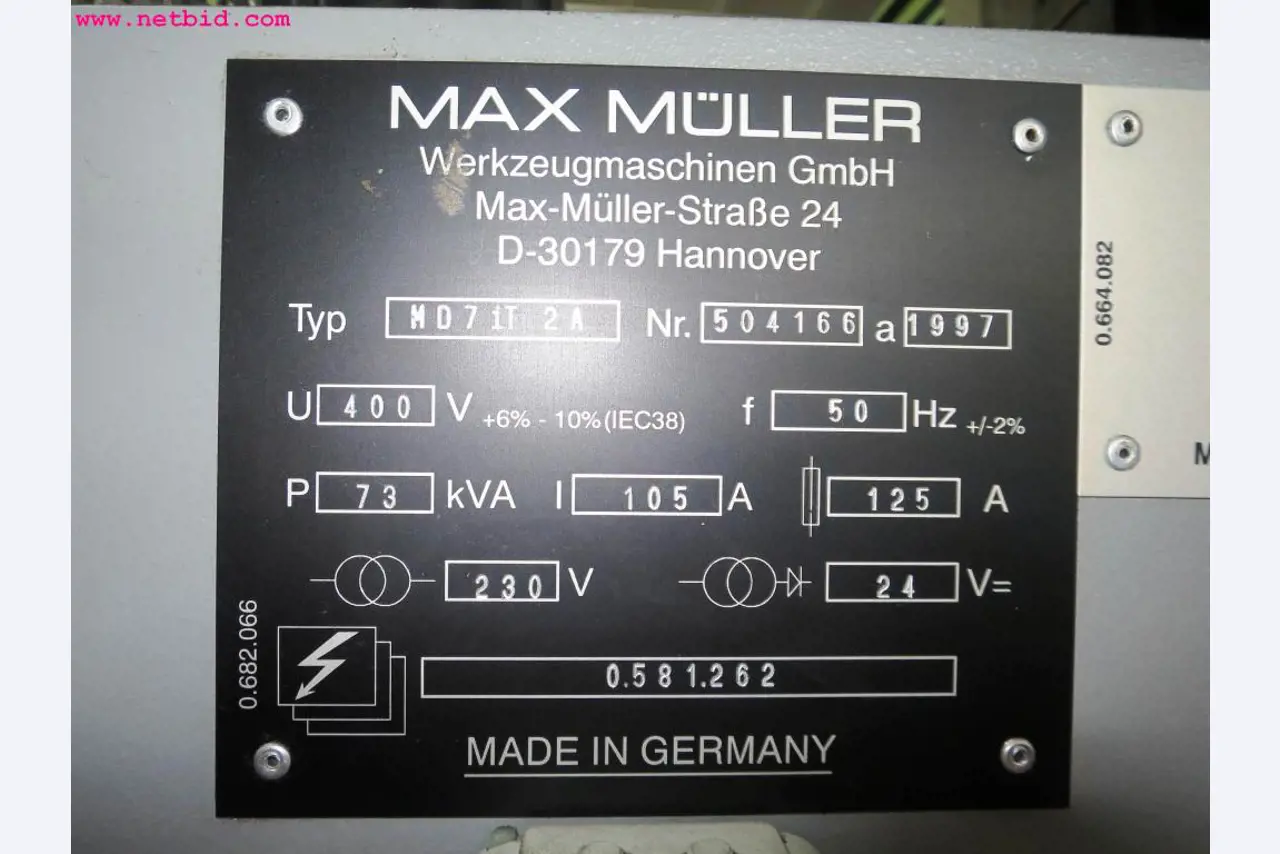 www.netbid.com
MAX MÜLLER
Werkzeugmaschinen GmbH
Max-Müller-Straße 24
D-30179 Hannover
Typ MD7iT 2A Nr. 504166 a 1997
U 400 V +6% - 10% (IEC38) f 50 Hz +/-2%
P 73 kVA I 105 A 125 A
230 V 24 V=
0.581.262
0.682.066
MADE IN GERMANY
0.664.082
M